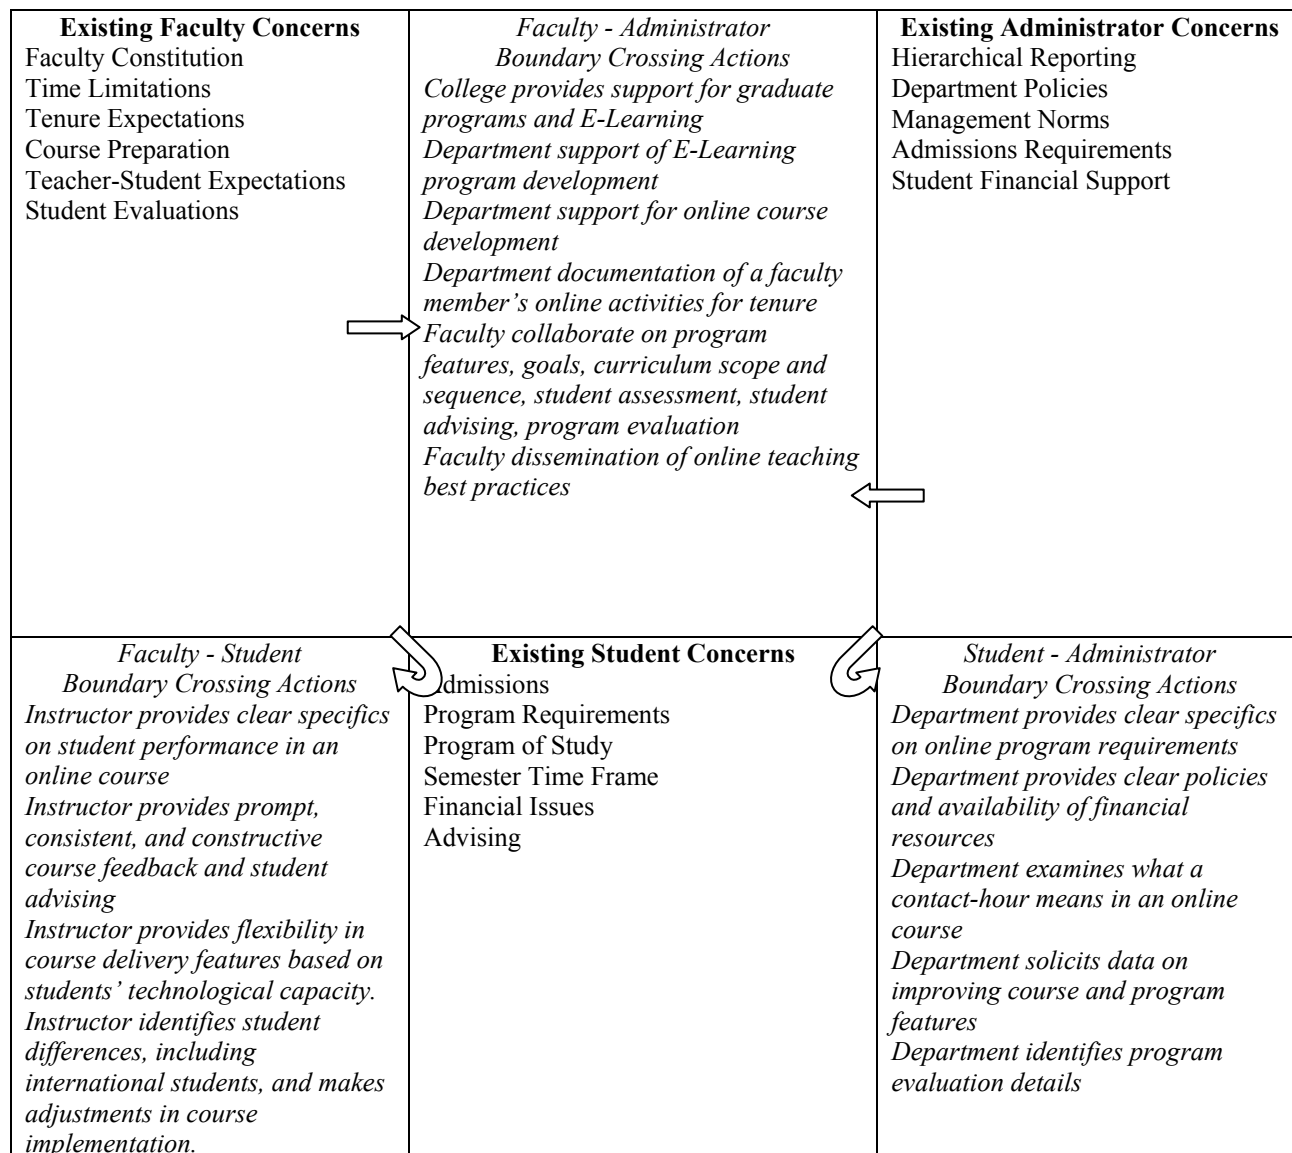 Existing Faculty Concerns
Faculty Constitution
Time Limitations
Tenure Expectations
Course Preparation
Teacher-Student Expectations
Student Evaluations
Faculty - Administrator
Boundary Crossing Actions
College provides support for graduate
programs and E-Learning
Department support of E-Learning
program development
Department support for online course
development
Department documentation of a faculty
member’s online activities for tenure
Faculty collaborate on program
features, goals, curriculum scope and
sequence, student assessment, student
advising, program evaluation
Faculty dissemination of online teaching
best practices
Existing Administrator Concerns
Hierarchical Reporting
Department Policies
Management Norms
Admissions Requirements
Student Financial Support
Faculty - Student
Boundary Crossing Actions
Instructor provides clear specifics
on student performance in an
online course
Instructor provides prompt,
consistent, and constructive
course feedback and student
advising
Instructor provides flexibility in
course delivery features based on
students’ technological capacity.
Instructor identifies student
differences, including
international students, and makes
adjustments in course
implementation.
Existing Student Concerns
Admissions
Program Requirements
Program of Study
Semester Time Frame
Financial Issues
Advising
Student - Administrator
Boundary Crossing Actions
Department provides clear specifics
on online program requirements
Department provides clear policies
and availability of financial
resources
Department examines what a
contact-hour means in an online
course
Department solicits data on
improving course and program
features
Department identifies program
evaluation details